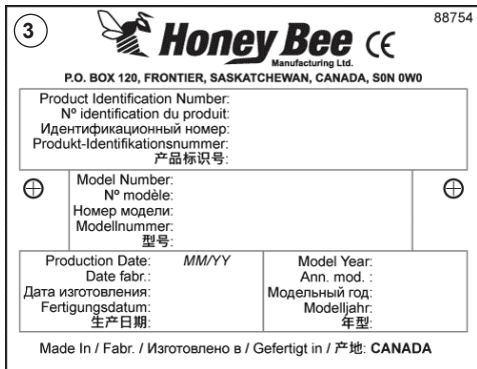 3
88754
Honey Bee CE
Manufacturing Ltd.
P.O. BOX 120, FRONTIER, SASKATCHEWAN, CANADA, S0N 0W0
Product Identification Number:
Nº identification du produit:
Идентификационный номер:
Produkt-Identifikationsnummer:
产品标识号:
Model Number:
Nº modèle:
Номер модели:
Modellnummer:
型号:
Production Date: MM/YY
Date fabr.:
Дата изготовления:
Fertigungsdatum:
生产日期:
Model Year:
Ann. mod. :
Модельный год:
Modelljahr:
年型:
Made In / Fabr. / Изготовлено в / Gefertigt in / 产地: CANADA